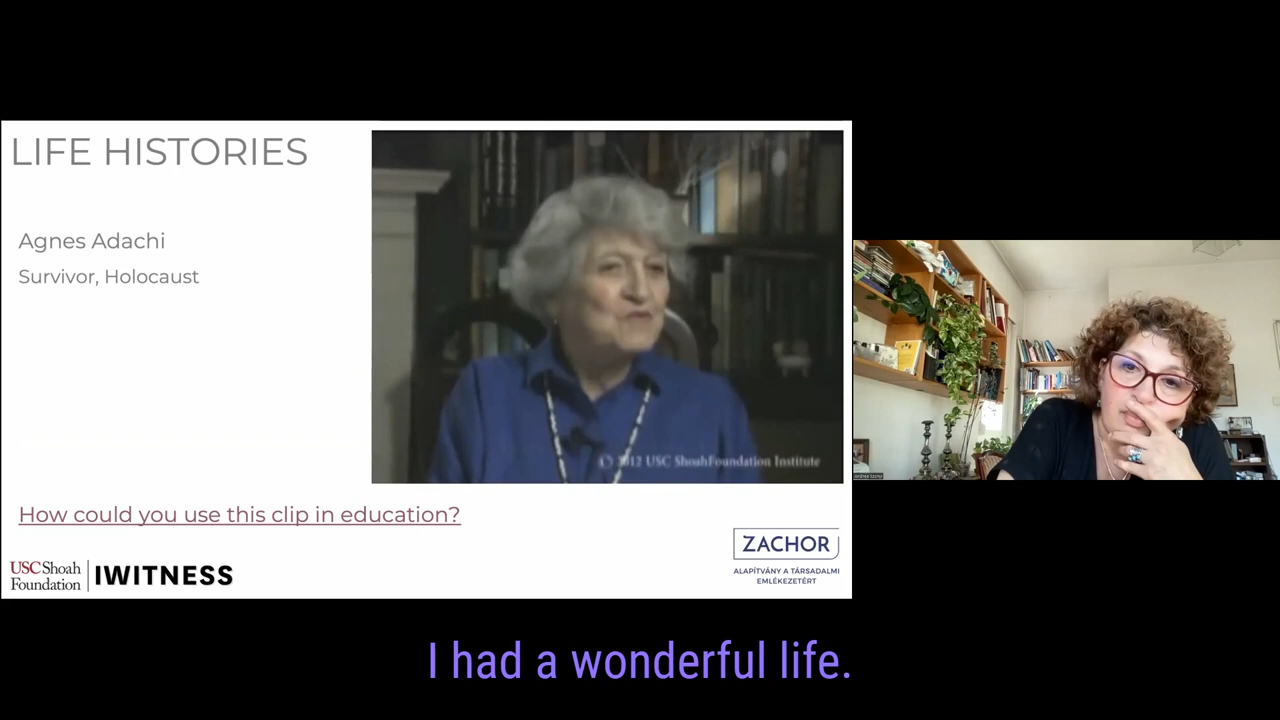 LIFE HISTORIES
Agnes Adachi
Survivor, Holocaust
© 2012 USC ShoahFoundation Institute
How could you use this clip in education?
USC Shoah
Foundation
IWITNESS
ZACHOR
ALAPÍTVÁNY A TÁRSADALMI
EMLÉKEZETÉRT
I had a wonderful life.